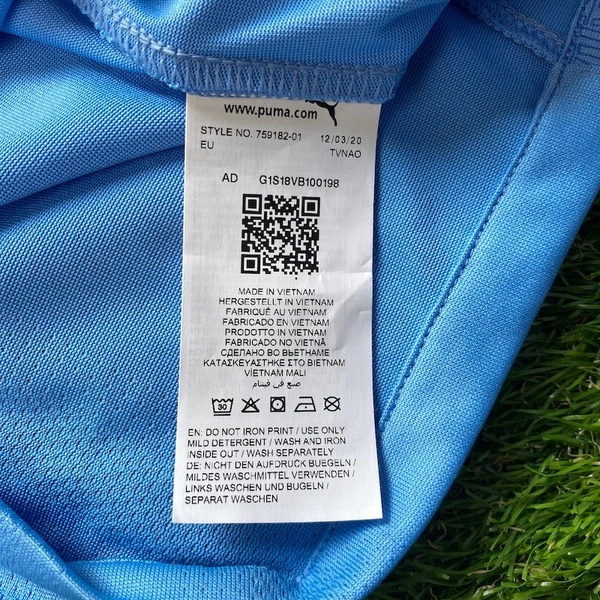 www.puma.com
STYLE NO. 759182-01 12/03/20
EU TVNAO
AD G1S18VB100198
MADE IN VIETNAM
HERGESTELLT IN VIETNAM
FABRIQUÉ AU VIETNAM
FABRICADO EN VIETNAM
PRODOTTO IN VIETNAM
FABRICADO NO VIETNÃ
СДЕЛАНО ВО ВЬЕТНАМЕ
ΚΑΤΑΣΚΕΥΑΣΤΗΚΕ ΣΤΟ ΒΙΕΤΝΑΜ
VİETNAM MALI
صنع في فيتنام
30
EN: DO NOT IRON PRINT / USE ONLY
MILD DETERGENT / WASH AND IRON
INSIDE OUT / WASH SEPARATELY
DE: NICHT DEN AUFDRUCK BUEGELN /
MILDES WASCHMITTEL VERWENDEN /
LINKS WASCHEN UND BUGELN /
SEPARAT WASCHEN